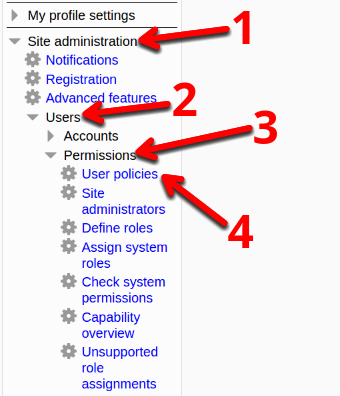 My profile settings
Site administration
1
Notifications
Registration
Advanced features
2
Users
Accounts
3
Permissions
User policies
Site
administrators
4
Define roles
Assign system
roles
Check system
permissions
Capability
overview
Unsupported
role
assignments